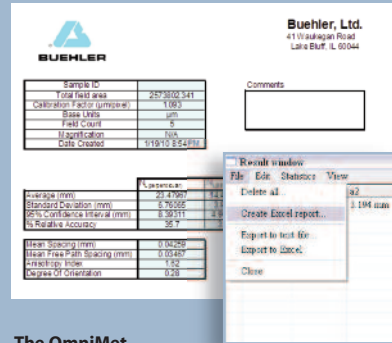 BUEHLER
Buehler, Ltd.
41 Waukegan Road
Lake Bluff, IL 60044
Sample ID
Total field area 2573802.341
Calibration Factor (µm/pixel) 1.093
Base Units µm
Field Count 5
Magnification N/A
Date Created 1/19/10 8:54 PM
Comments
Average (mm) 23.47967
Standard Deviation (mm) 6.76065
95% Confidence Interval (mm) 8.39311
% Relative Accuracy 35.7
Mean Spacing (mm) 0.04259
Mean Free Path Spacing (mm) 0.03467
Anisotropy Index 1.62
Degree Of Orientation 0.28
Result window
File Edit Statistics View
Delete all...
Create Excel report...
Export to text file...
Export to Excel
Close
a2
3.194 mm
The OmniMet